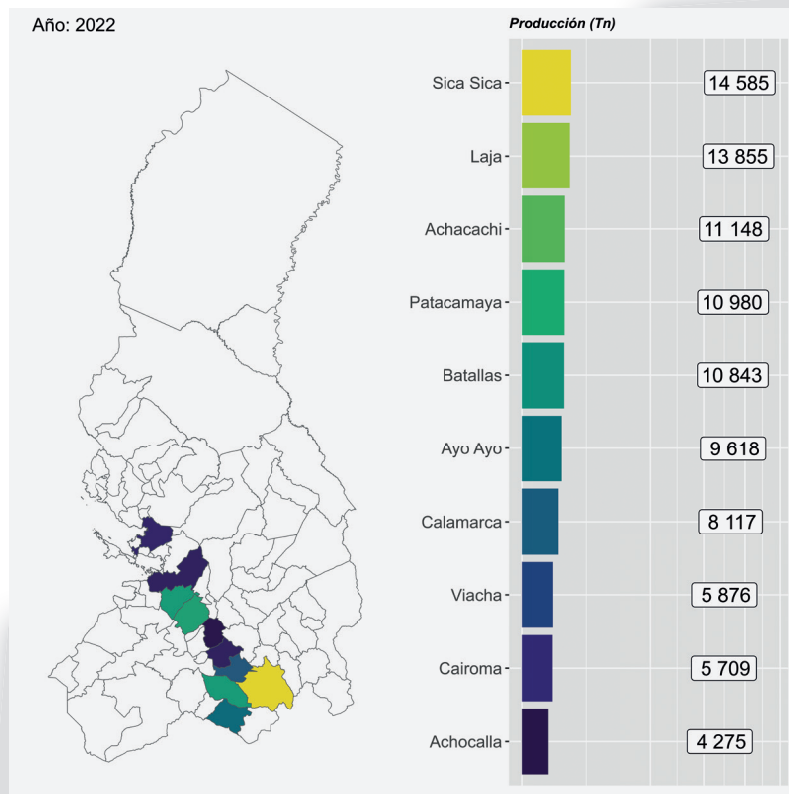 Año: 2022
Producción (Tn)
Sica Sica 14 585
Laja 13 855
Achacachi 11 148
Patacamaya 10 980
Batallas 10 843
Ayo Ayo 9 618
Calamarca 8 117
Viacha 5 876
Cairoma 5 709
Achocalla 4 275